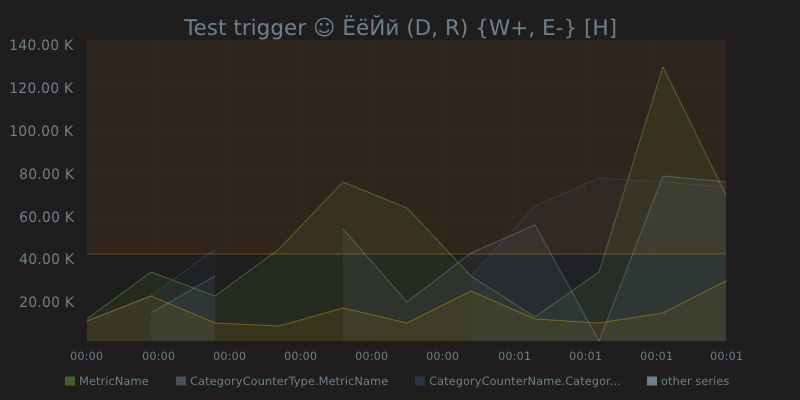 Test trigger ☺ ЁёЙй (D, R) {W+, E-} [H]
140.00 K
120.00 K
100.00 K
80.00 K
60.00 K
40.00 K
20.00 K
00:00 00:00 00:00 00:00 00:00 00:00 00:01 00:01 00:01 00:01
MetricName CategoryCounterType.MetricName CategoryCounterName.Categor... other series